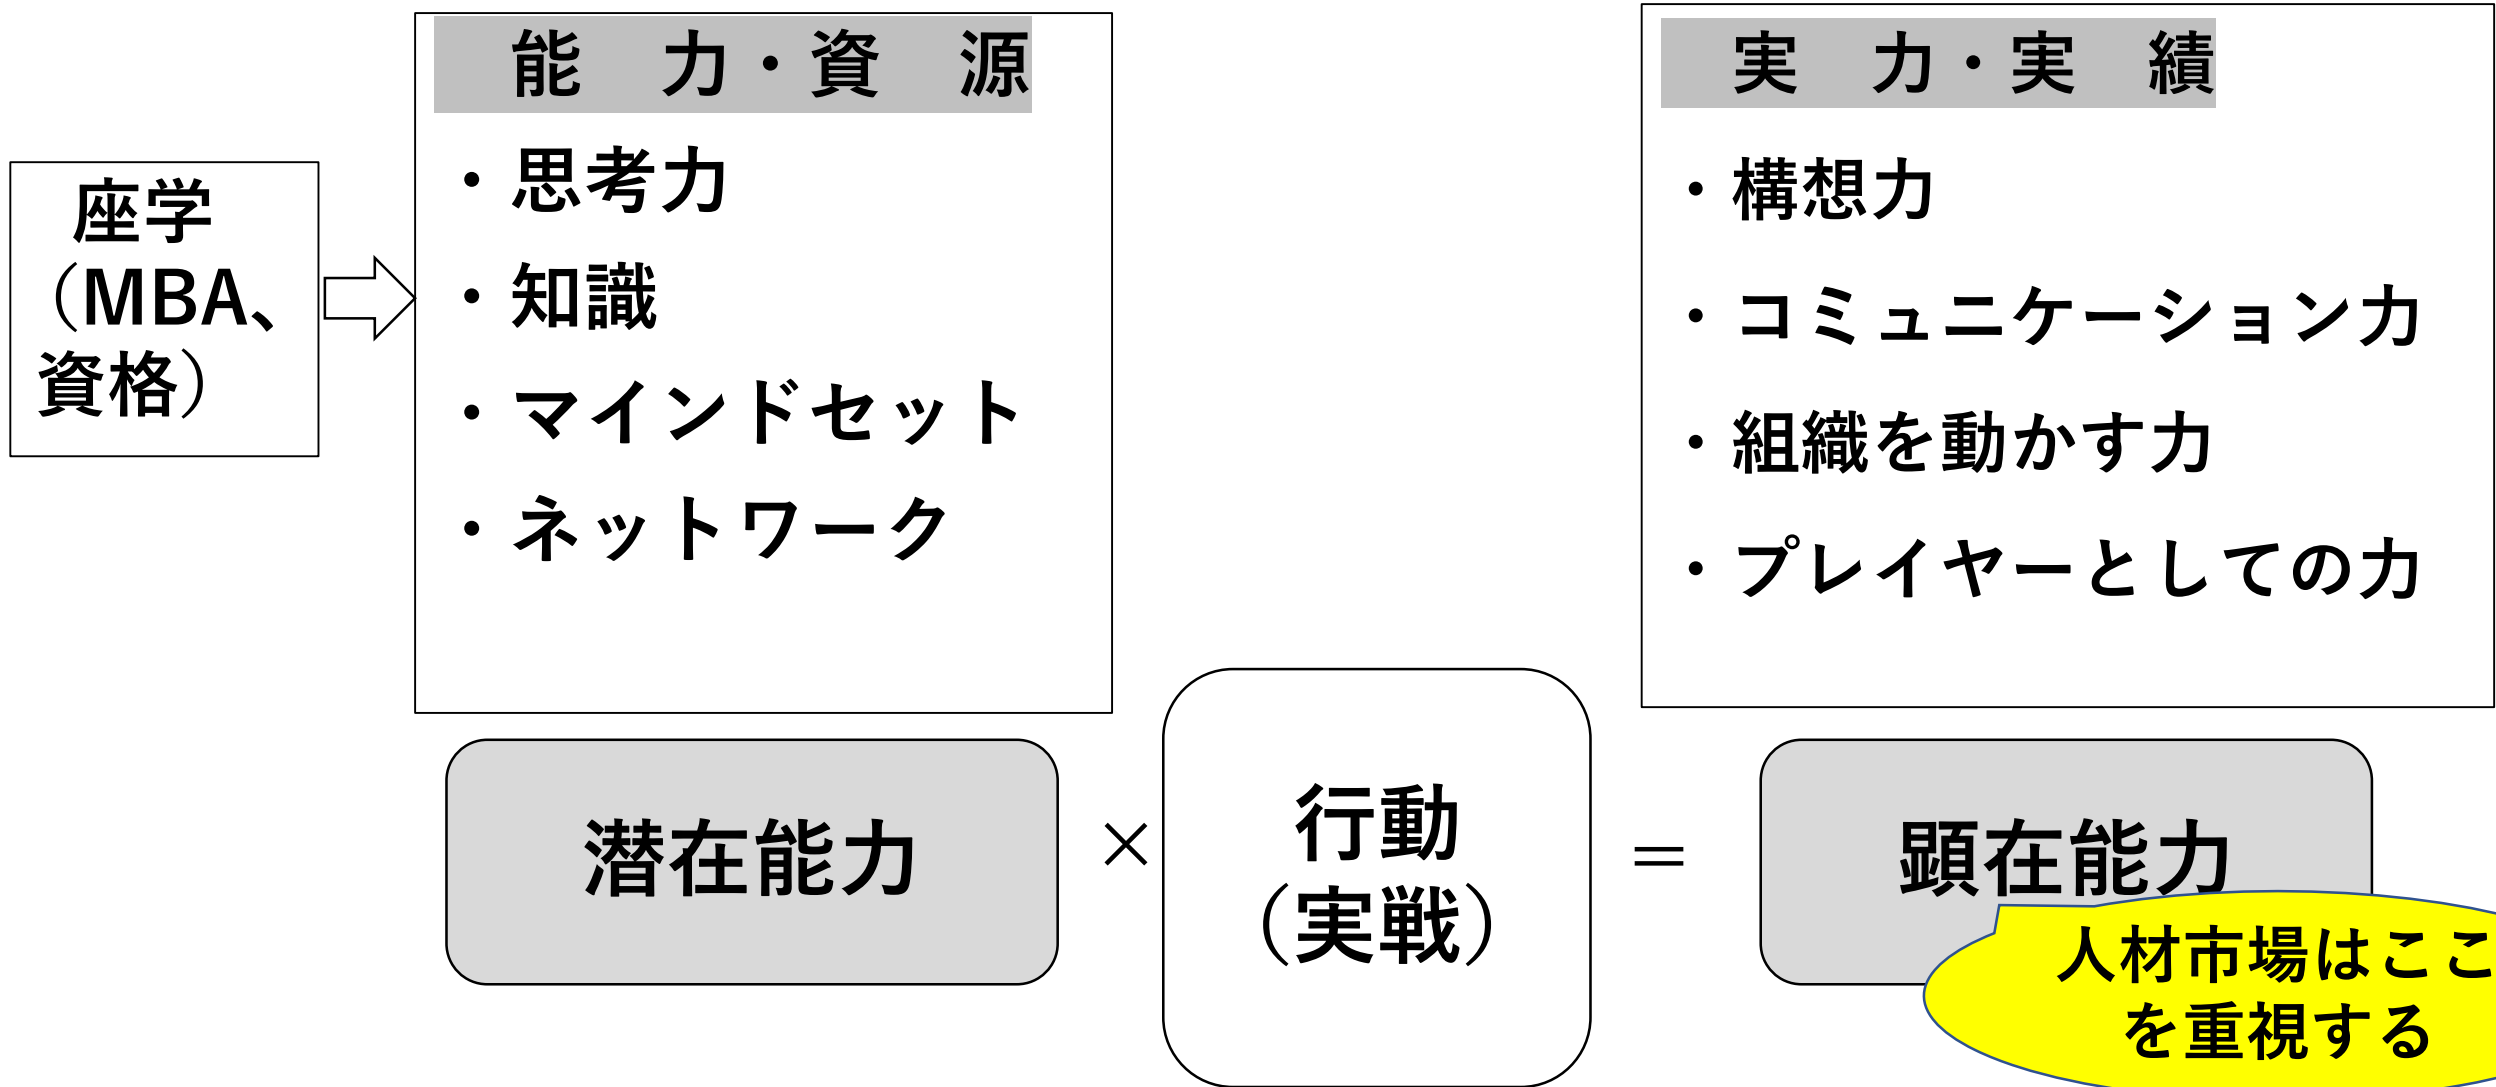 座学
(MBA、
資格)
能　力・資　源
・思考力
・知識
・マインドセット
・ネットワーク
実　力・実　績
・構想力
・コミュニケーション力
・組織を動かす力
・プレイヤーとしての力
潜在能力
×
行動
(実戦)
＝
顕在能力
人材市場はここ
を重視する